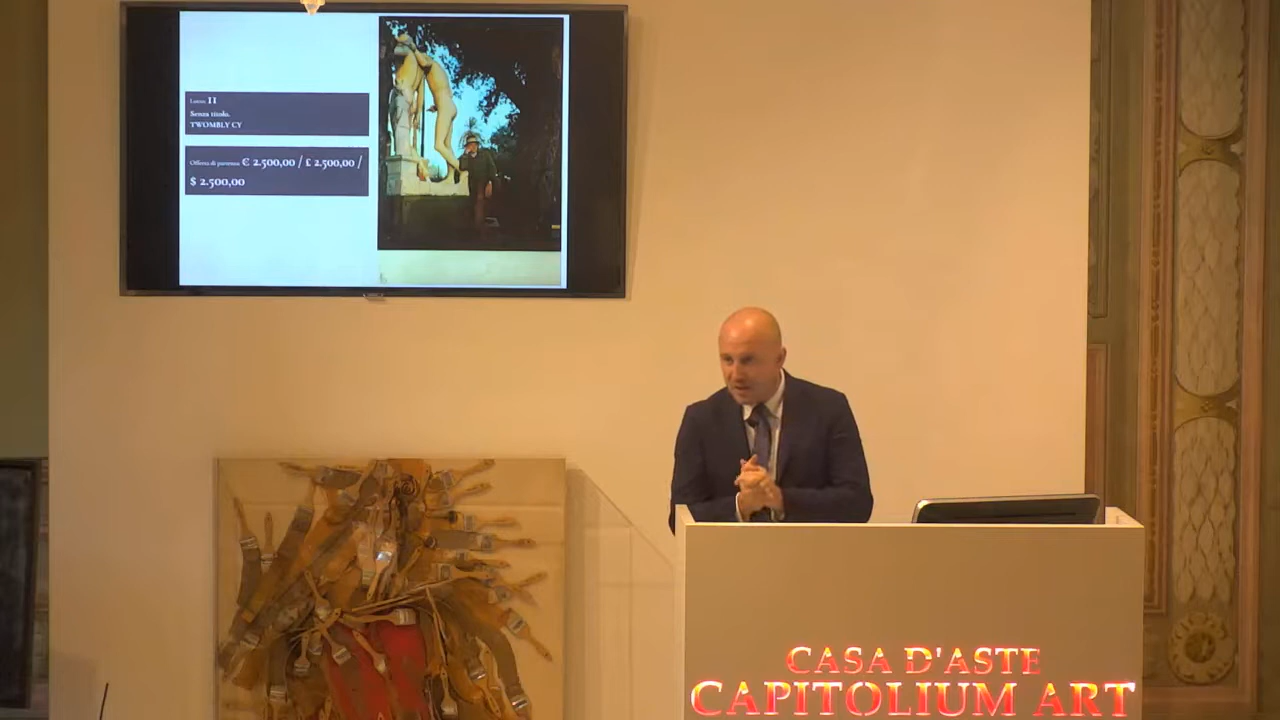 Lotto: 11
Senza titolo.
TWOMBLY CY
Offerta di partenza: € 2.500,00 / £ 2.500,00 /
$ 2.500,00
CASA D'ASTE
CAPITOLIUM ART